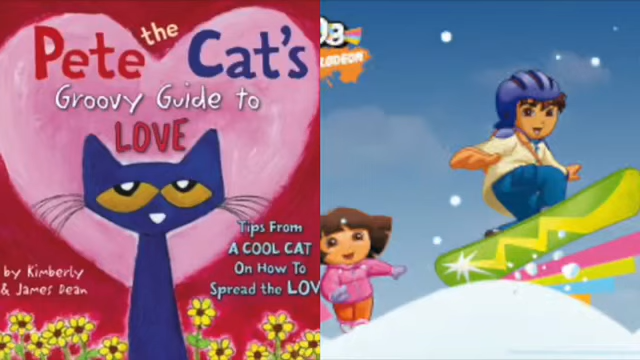 Pete the Cat's
Groovy Guide to
LOVE
Tips From
A COOL CAT
On How To
Spread the LOV
by Kimberly
& James Dean